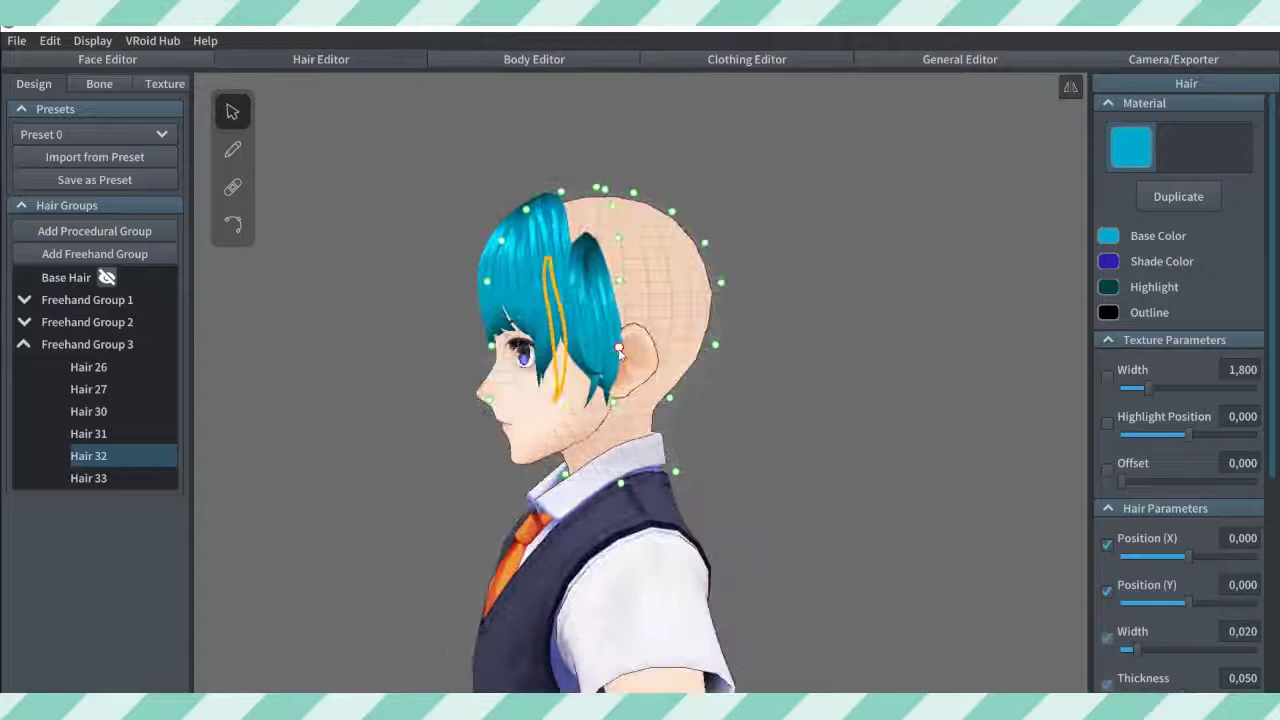 File Edit Display VRoid Hub Help
Face Editor Hair Editor Body Editor Clothing Editor General Editor Camera/Exporter
Design Bone Texture
Presets
Preset 0
Import from Preset
Save as Preset
Hair Groups
Add Procedural Group
Add Freehand Group
Base Hair
Freehand Group 1
Freehand Group 2
Freehand Group 3
Hair 26
Hair 27
Hair 30
Hair 31
Hair 32
Hair 33
Hair
Material
Duplicate
Base Color
Shade Color
Highlight
Outline
Texture Parameters
Width 1,800
Highlight Position 0,000
Offset 0,000
Hair Parameters
Position (X) 0,000
Position (Y) 0,000
Width 0,020
Thickness 0,050